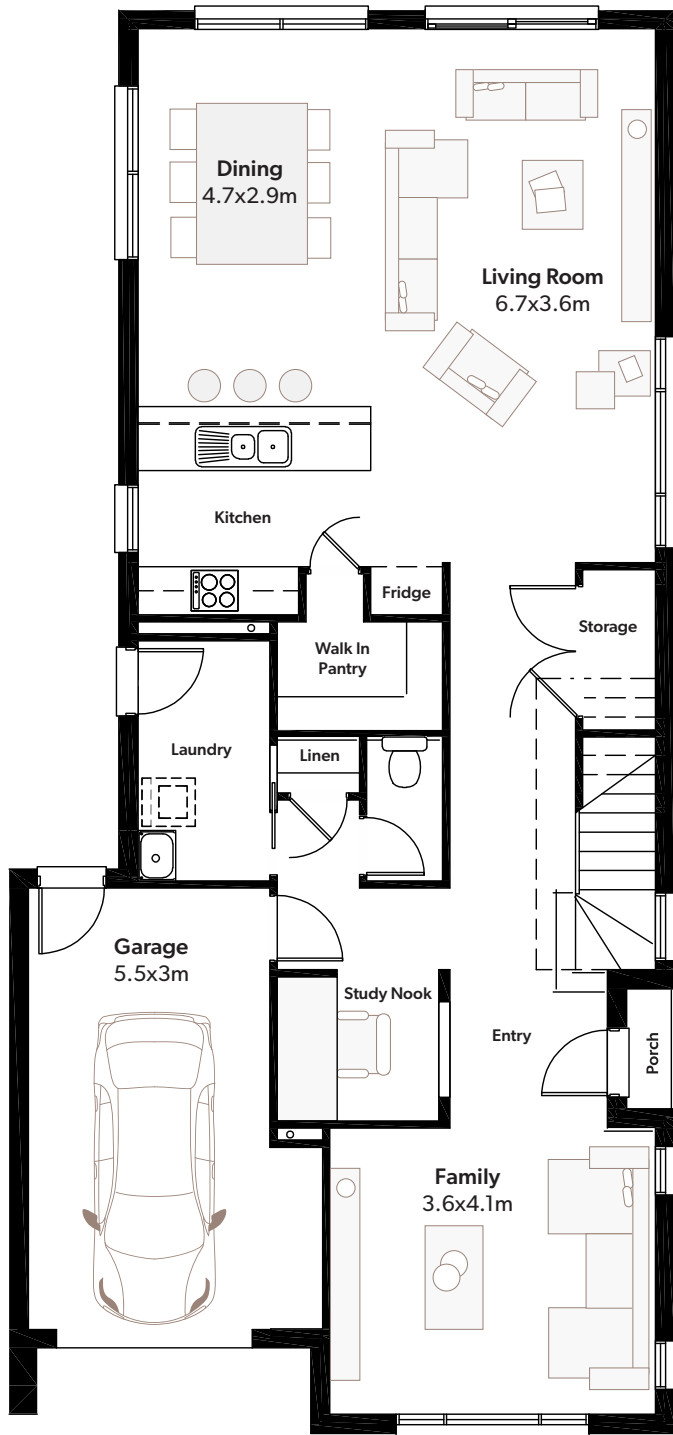 Dining
4.7x2.9m
Living Room
6.7x3.6m
Kitchen
Fridge
Storage
Walk In
Pantry
Laundry
Linen
Garage
5.5x3m
Study Nook
Entry
Porch
Family
3.6x4.1m